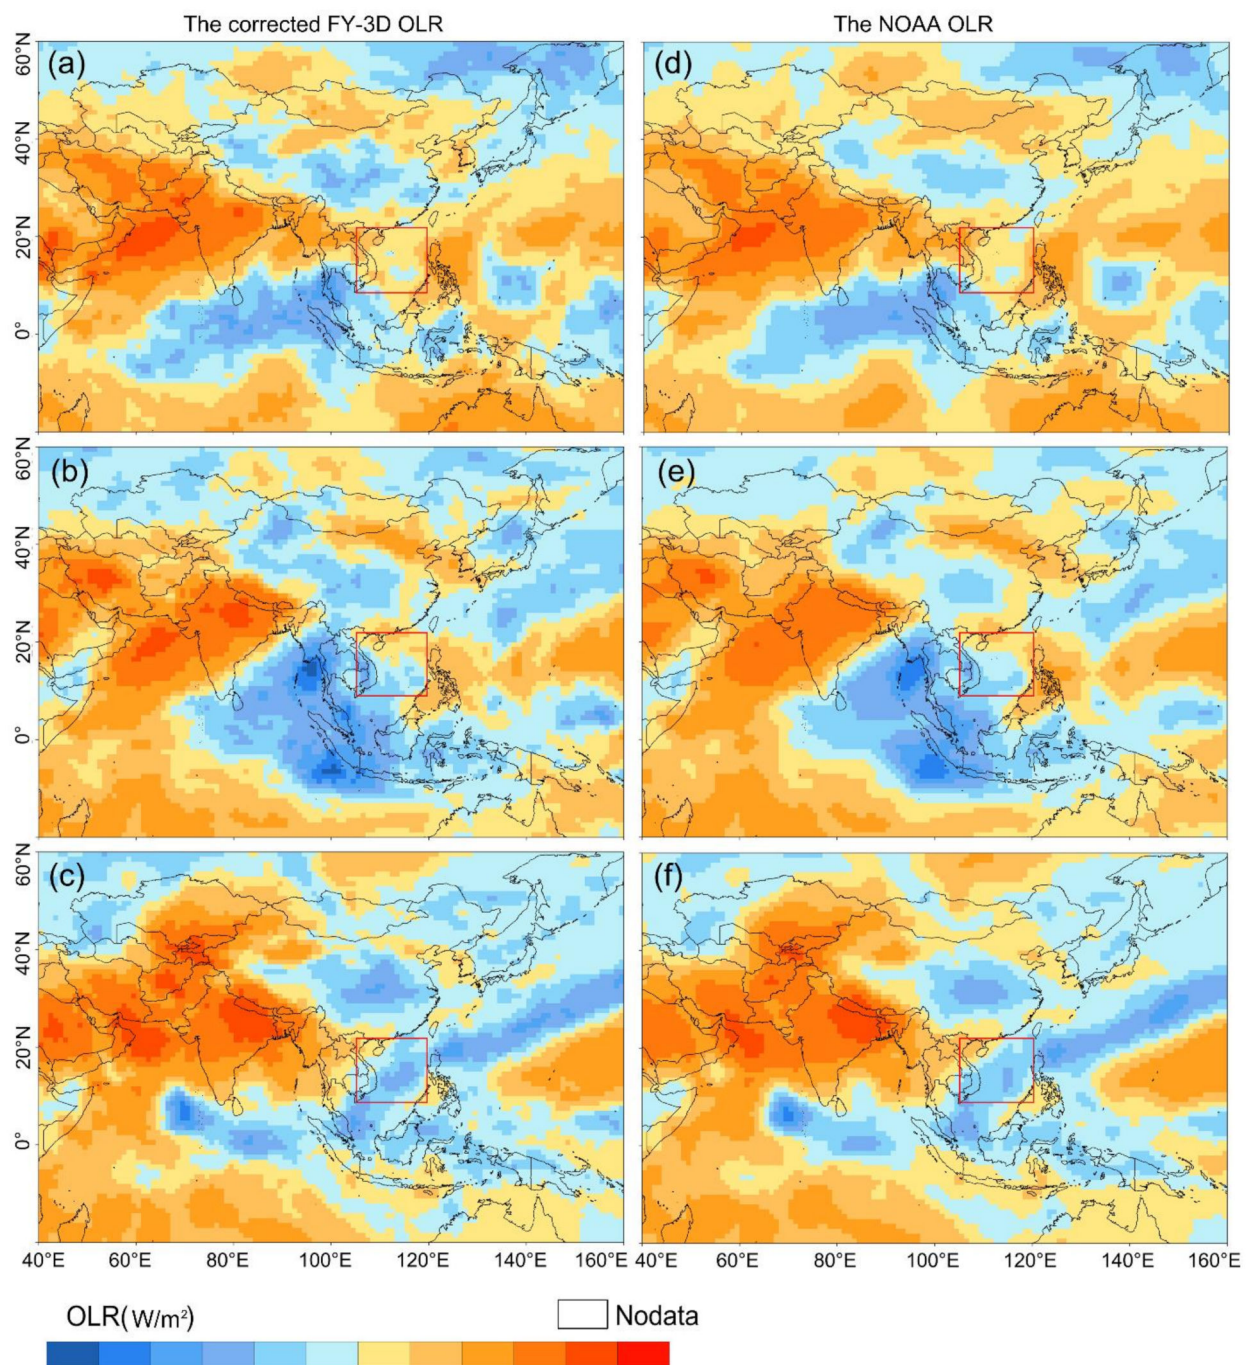 The corrected FY-3D OLR
The NOAA OLR
(a)
(d)
60°N
40°N
20°N
0°
(b)
(e)
60°N
40°N
20°N
0°
(c)
(f)
60°N
40°N
20°N
0°
40°E 60°E 80°E 100°E 120°E 140°E 160°E
40°E 60°E 80°E 100°E 120°E 140°E 160°E
OLR(W/m²)
Nodata